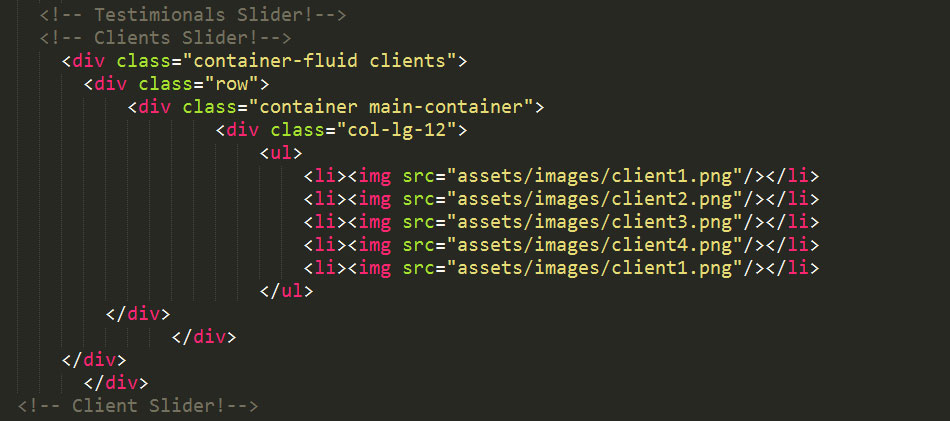 <!-- Testimionals Slider!-->
<!-- Clients Slider!-->
<div class="container-fluid clients">
<div class="row">
<div class="container main-container">
<div class="col-lg-12">
<ul>
<li><img src="assets/images/client1.png"/></li>
<li><img src="assets/images/client2.png"/></li>
<li><img src="assets/images/client3.png"/></li>
<li><img src="assets/images/client4.png"/></li>
<li><img src="assets/images/client1.png"/></li>
</ul>
</div>
</div>
</div>
</div>
<!-- Client Slider!-->